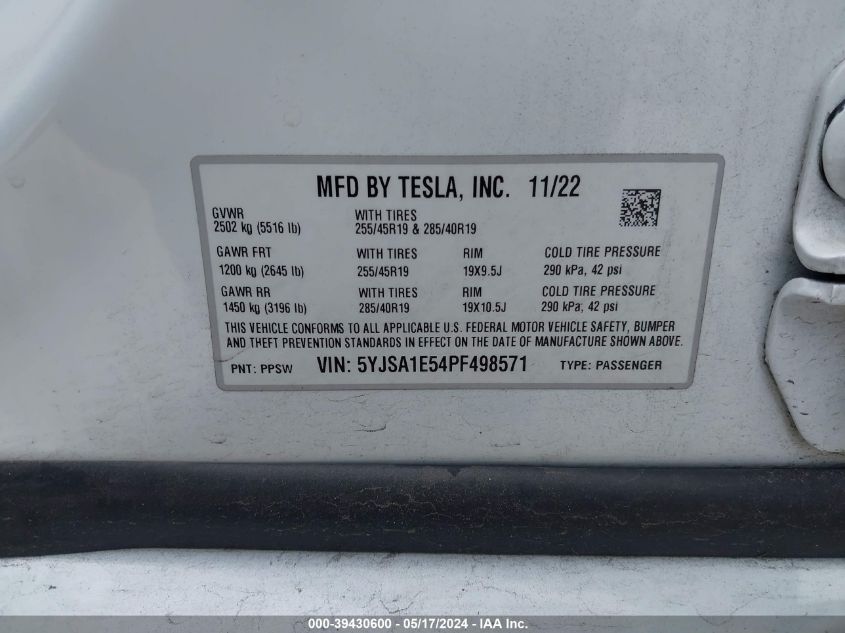 MFD BY TESLA, INC. 11/22
GVWR WITH TIRES
2502 kg (5516 lb) 255/45R19 & 285/40R19
GAWR FRT WITH TIRES RIM COLD TIRE PRESSURE
1200 kg (2645 lb) 255/45R19 19X9.5J 290 kPa, 42 psi
GAWR RR WITH TIRES RIM COLD TIRE PRESSURE
1450 kg (3196 lb) 285/40R19 19X10.5J 290 kPa, 42 psi
THIS VEHICLE CONFORMS TO ALL APPLICABLE U.S. FEDERAL MOTOR VEHICLE SAFETY, BUMPER
AND THEFT PREVENTION STANDARDS IN EFFECT ON THE DATE OF MANUFACTURE SHOWN ABOVE.
PNT: PPSW VIN: 5YJSA1E54PF498571 TYPE: PASSENGER
000-39430600 - 05/17/2024 - IAA Inc.